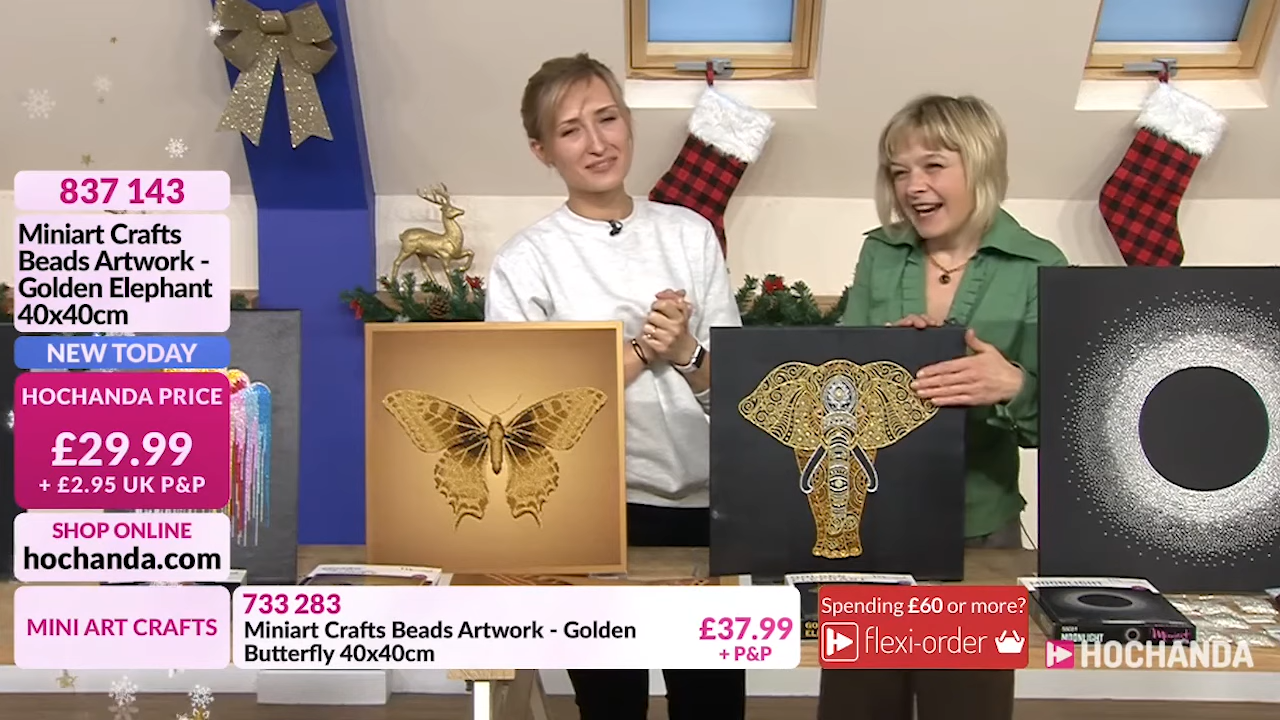 837 143
Miniart Crafts
Beads Artwork -
Golden Elephant
40x40cm
NEW TODAY
HOCHANDA PRICE
£29.99
+ £2.95 UK P&P
SHOP ONLINE
hochanda.com
MINI ART CRAFTS
733 283
Miniart Crafts Beads Artwork - Golden
Butterfly 40x40cm
£37.99
+ P&P
Spending £60 or more?
flexi-order
HOCHANDA
MOONLIGHT